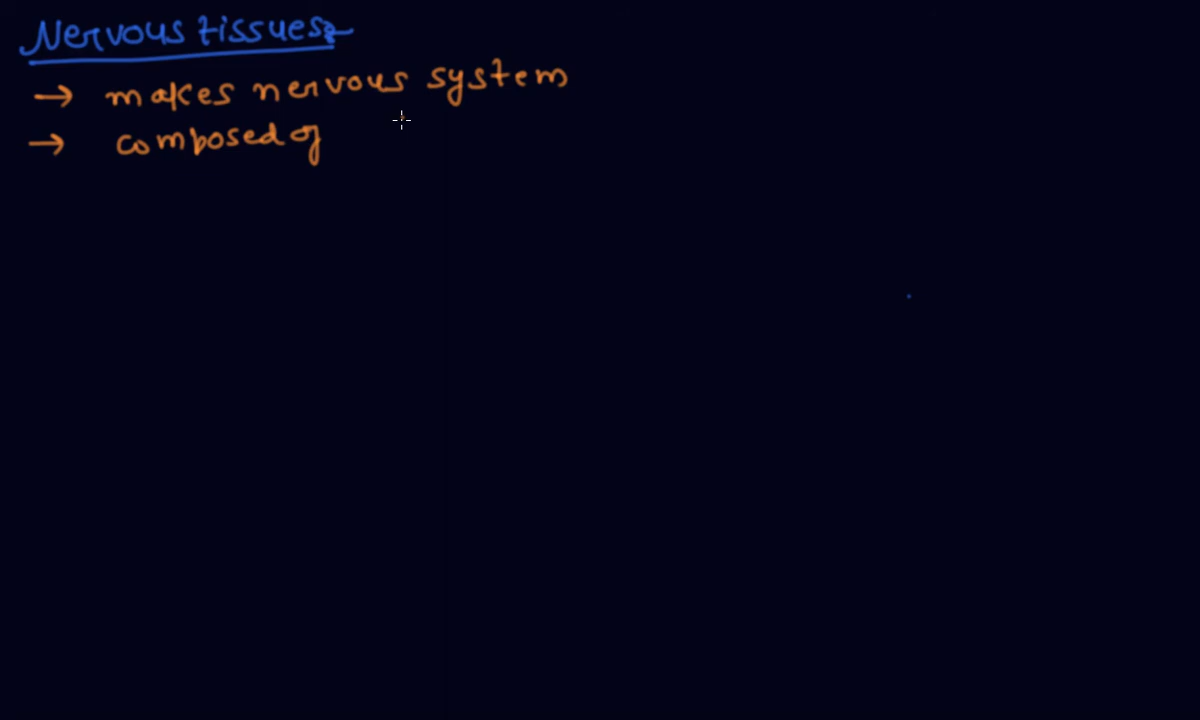 Nervous tissues
→ makes nervous system
→ composed of